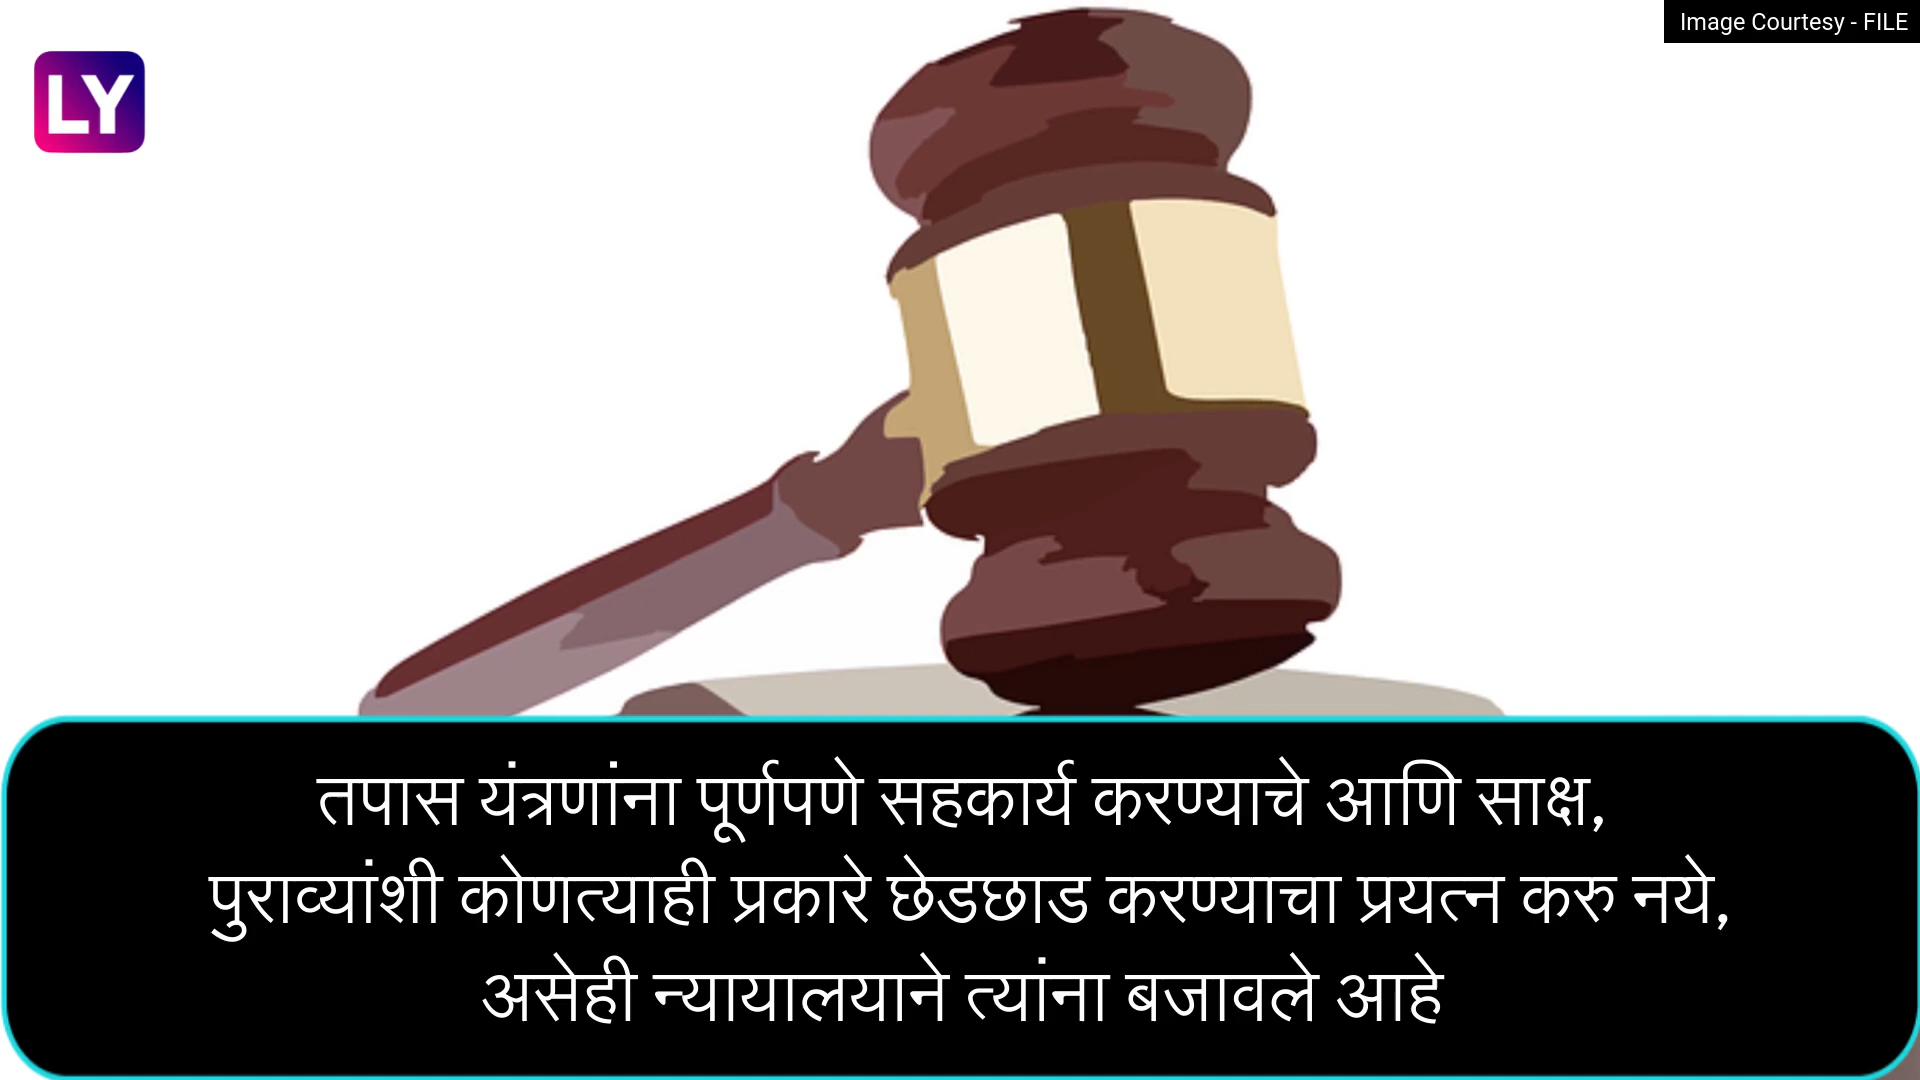 Image Courtesy - FILE
LY
तपास यंत्रणांना पूर्णपणे सहकार्य करण्याचे आणि साक्ष,
पुराव्यांशी कोणत्याही प्रकारे छेडछाड करण्याचा प्रयत्न करु नये,
असेही न्यायालयाने त्यांना बजावले आहे